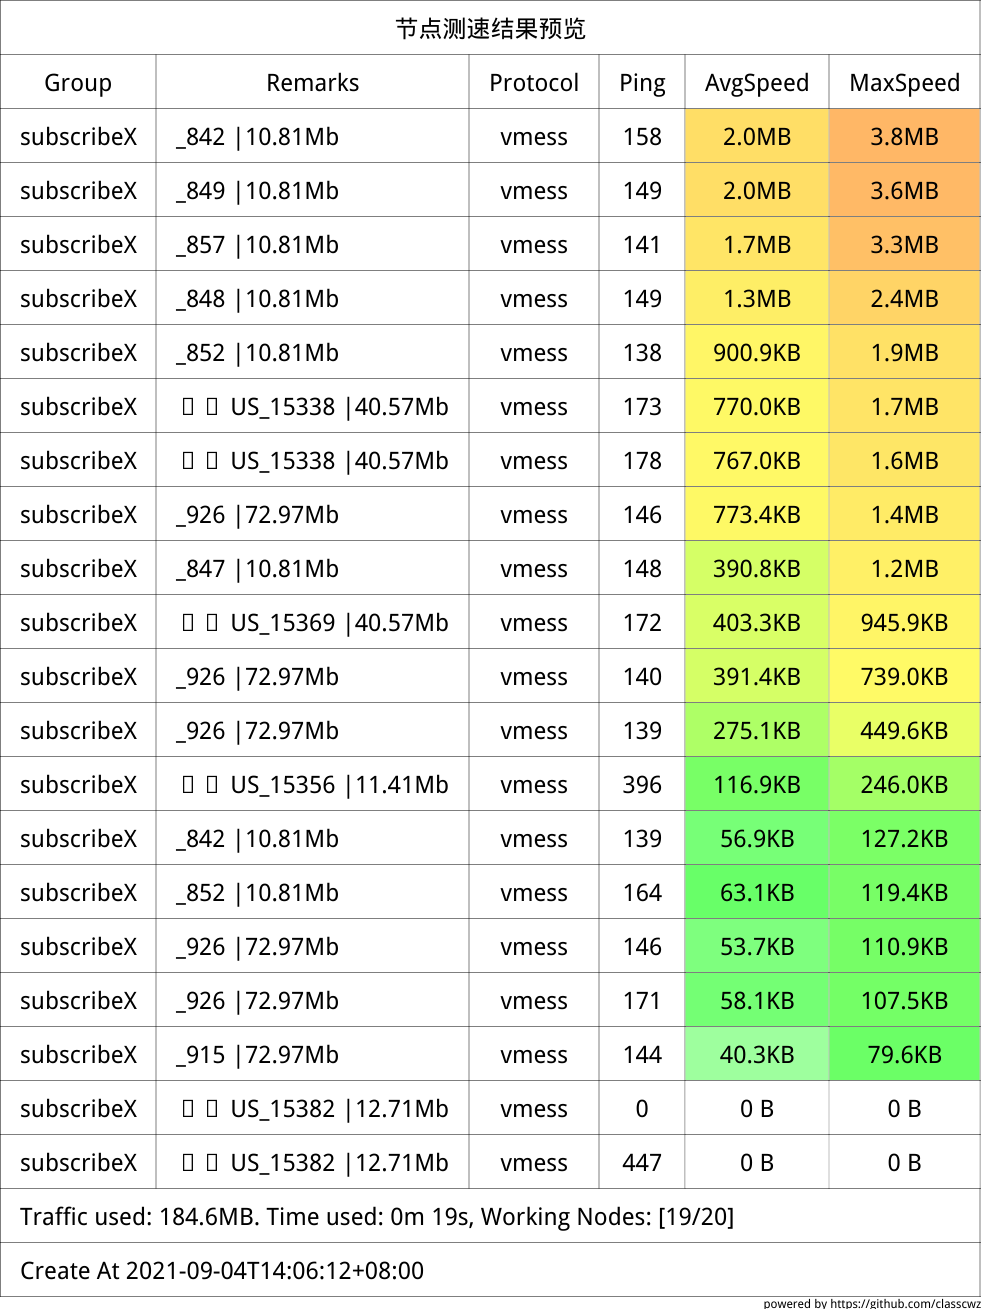 节点测速结果预览
Group Remarks Protocol Ping AvgSpeed MaxSpeed
subscribeX _842 |10.81Mb vmess 158 2.0MB 3.8MB
subscribeX _849 |10.81Mb vmess 149 2.0MB 3.6MB
subscribeX _857 |10.81Mb vmess 141 1.7MB 3.3MB
subscribeX _848 |10.81Mb vmess 149 1.3MB 2.4MB
subscribeX _852 |10.81Mb vmess 138 900.9KB 1.9MB
subscribeX US_15338 |40.57Mb vmess 173 770.0KB 1.7MB
subscribeX US_15338 |40.57Mb vmess 178 767.0KB 1.6MB
subscribeX _926 |72.97Mb vmess 146 773.4KB 1.4MB
subscribeX _847 |10.81Mb vmess 148 390.8KB 1.2MB
subscribeX US_15369 |40.57Mb vmess 172 403.3KB 945.9KB
subscribeX _926 |72.97Mb vmess 140 391.4KB 739.0KB
subscribeX _926 |72.97Mb vmess 139 275.1KB 449.6KB
subscribeX US_15356 |11.41Mb vmess 396 116.9KB 246.0KB
subscribeX _842 |10.81Mb vmess 139 56.9KB 127.2KB
subscribeX _852 |10.81Mb vmess 164 63.1KB 119.4KB
subscribeX _926 |72.97Mb vmess 146 53.7KB 110.9KB
subscribeX _926 |72.97Mb vmess 171 58.1KB 107.5KB
subscribeX _915 |72.97Mb vmess 144 40.3KB 79.6KB
subscribeX US_15382 |12.71Mb vmess 0 0 B 0 B
subscribeX US_15382 |12.71Mb vmess 447 0 B 0 B
Traffic used: 184.6MB. Time used: 0m 19s, Working Nodes: [19/20]
Create At 2021-09-04T14:06:12+08:00
powered by https://github.com/classcwz